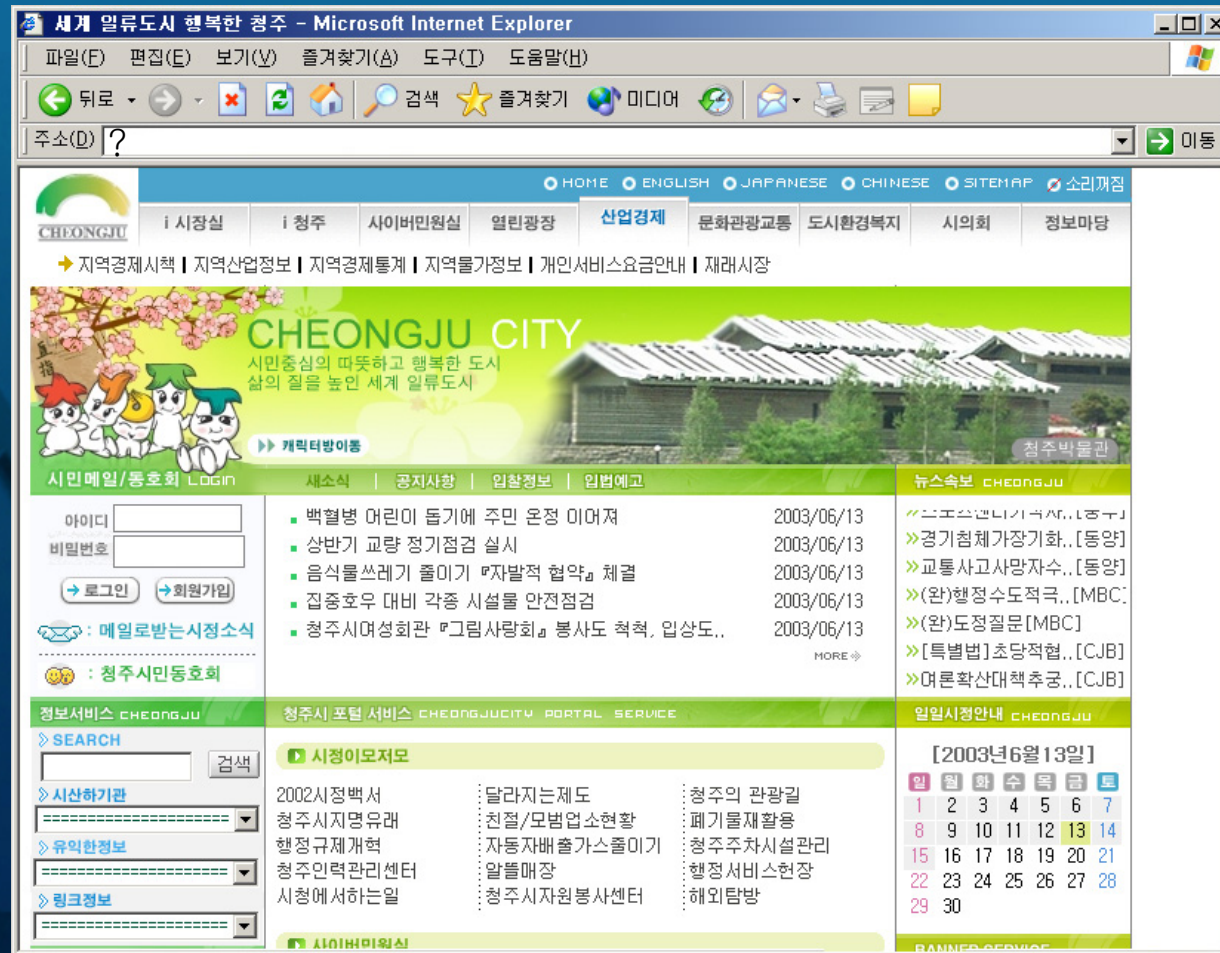 세계 일류도시 행복한 청주 - Microsoft Internet Explorer
파일(F) 편집(E) 보기(V) 즐겨찾기(A) 도구(T) 도움말(H)
뒤로 검색 즐겨찾기 미디어
주소(D) ? 이동
HOME ENGLISH JAPANESE CHINESE SITEMAP 소리꺼짐
CHEONGJU
i 시장실 i 청주 사이버민원실 열린광장 산업경제 문화관광교통 도시환경복지 시의회 정보마당
지역경제시책 | 지역산업정보 | 지역경제통계 | 지역물가정보 | 개인서비스요금안내 | 재래시장
直指
CHEONGJU CITY
시민중심의 따뜻하고 행복한 도시
삶의 질을 높인 세계 일류도시
캐릭터방이동
청주박물관
시민메일/동호회 LOGIN
아이디
비밀번호
로그인 회원가입
: 메일로받는시정소식
: 청주시민동호회
새소식 | 공지사항 | 입찰정보 | 입법예고
백혈병 어린이 돕기에 주민 온정 이어져 2003/06/13
상반기 교량 정기점검 실시 2003/06/13
음식물쓰레기 줄이기 『자발적 협약』 체결 2003/06/13
집중호우 대비 각종 시설물 안전점검 2003/06/13
청주시여성회관 『그림사랑회』 봉사도 척척, 입상도.. 2003/06/13
MORE
뉴스속보 CHEONGJU
»경기침체가장기화..[동양]
»교통사고사망자수..[동양]
»(완)행정수도적극..[MBC]
»(완)도정질문[MBC]
»[특별법]초당적협..[CJB]
»여론확산대책추궁..[CJB]
정보서비스 CHEONGJU
SEARCH
검색
시산하기관
======================
유익한정보
======================
링크정보
======================
청주시 포털 서비스 CHEONGJUCITY PORTAL SERVICE
시정이모저모
2002시정백서 달라지는제도 청주의 관광길
청주시지명유래 친절/모범업소현황 폐기물재활용
행정규제개혁 자동차배출가스줄이기 청주주차시설관리
청주인력관리센터 알뜰매장 행정서비스헌장
시청에서하는일 청주시자원봉사센터 해외탐방
사이버민원실
일일시정안내 CHEONGJU
[2003년6월13일]
일 월 화 수 목 금 토
1 2 3 4 5 6 7
8 9 10 11 12 13 14
15 16 17 18 19 20 21
22 23 24 25 26 27 28
29 30
BANNER SERVICE